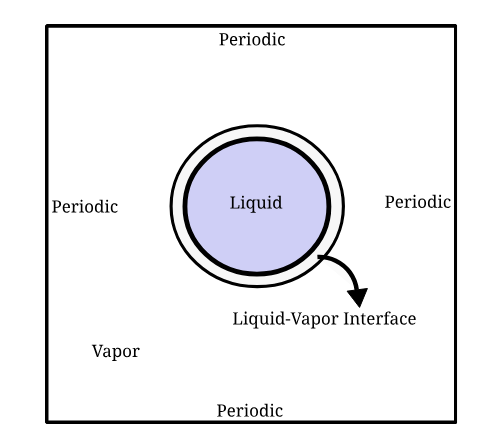 Periodic
Liquid
Periodic
Periodic
Liquid-Vapor Interface
Vapor
Periodic